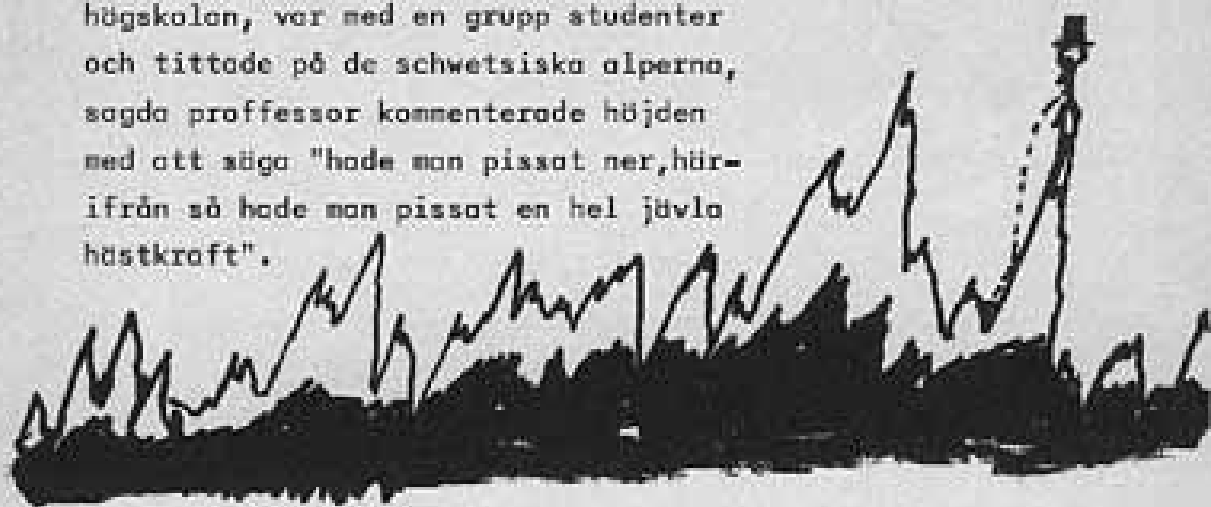 högskolan, var med en grupp studenter
och tittade på de schwetsiska alperna,
sagda proffessor kommenterade höjden
med att säga "hade man pissat ner,här-
ifrån så hade man pissat en hel jävla
hästkraft".